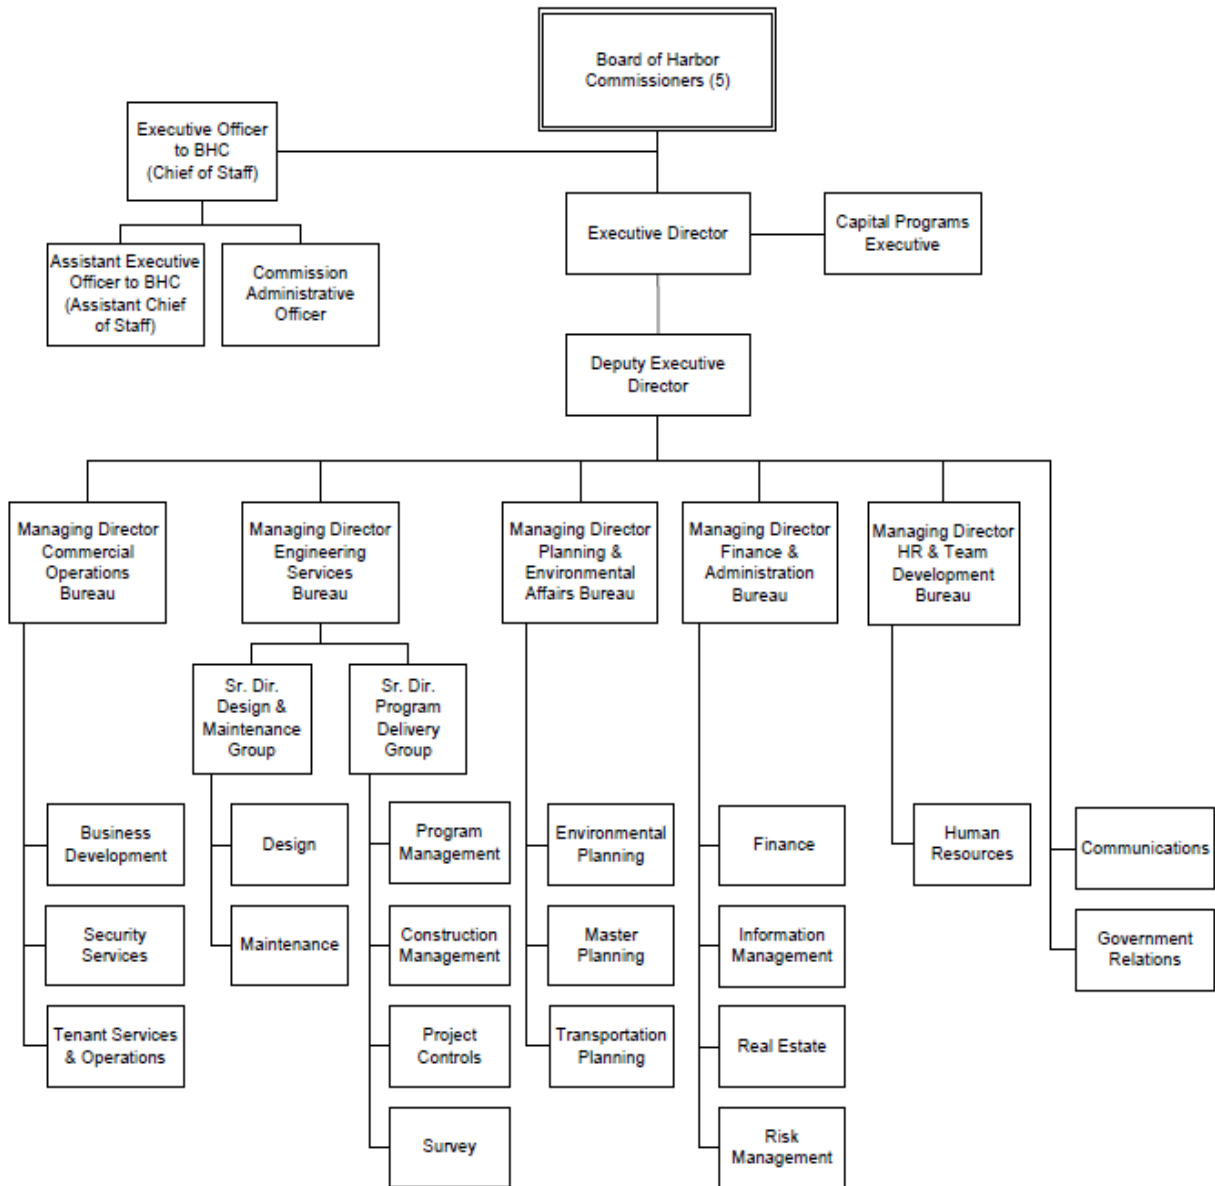 Board of Harbor
Commissioners (5)
Executive Officer
to BHC
(Chief of Staff)
Executive Director
Capital Programs
Executive
Assistant Executive
Officer to BHC
(Assistant Chief
of Staff)
Commission
Administrative
Officer
Deputy Executive
Director
Managing Director
Commercial
Operations
Bureau
Managing Director
Engineering
Services
Bureau
Managing Director
Planning &
Environmental
Affairs Bureau
Managing Director
Finance &
Administration
Bureau
Managing Director
HR & Team
Development
Bureau
Sr. Dir.
Design &
Maintenance
Group
Sr. Dir.
Program
Delivery
Group
Business
Development
Design
Program
Management
Environmental
Planning
Finance
Human
Resources
Communications
Security
Services
Maintenance
Construction
Management
Master
Planning
Information
Management
Government
Relations
Tenant Services
& Operations
Project
Controls
Transportation
Planning
Real Estate
Survey
Risk
Management